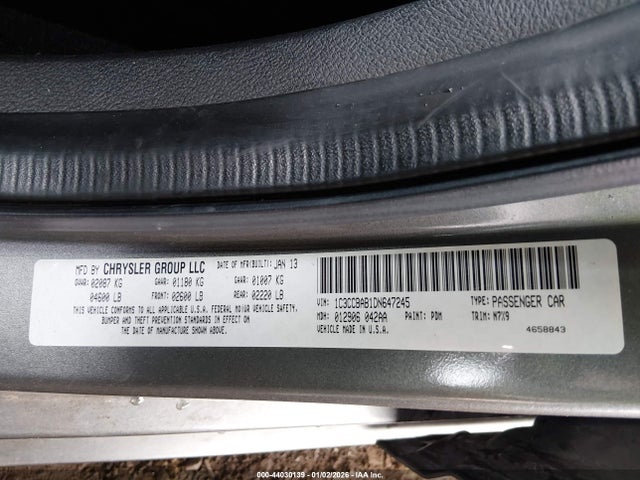 MFD BY CHRYSLER GROUP LLC DATE OF MFR(BUILT): JAN 13
GVWR: 02087 KG GAWR: 01180 KG GAWR: 01007 KG
04600 LB FRONT: 02600 LB REAR: 02220 LB
THIS VEHICLE CONFORMS TO ALL APPLICABLE U.S.A. FEDERAL MOTOR VEHICLE SAFETY,
BUMPER AND THEFT PREVENTION STANDARDS IN EFFECT ON
THE DATE OF MANUFACTURE SHOWN ABOVE.
VIN: 1C3CCBAB1DN647245 TYPE: PASSENGER CAR
MDH: 012906 042AA PAINT: PDM TRIM: M7X9
VEHICLE MADE IN U.S.A. 4658843
000-44030139 - 01/02/2026 - IAA Inc.